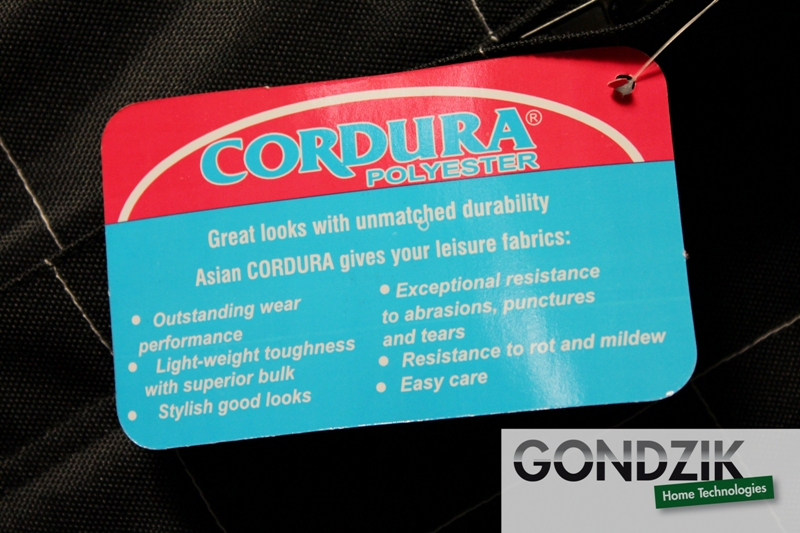 CORDURA®
POLYESTER
Great looks with unmatched durability
Asian CORDURA gives your leisure fabrics:
• Outstanding wear
performance
• Light-weight toughness
with superior bulk
• Stylish good looks
• Exceptional resistance
to abrasions, punctures
and tears
• Resistance to rot and mildew
• Easy care
GONDZIK
Home Technologies